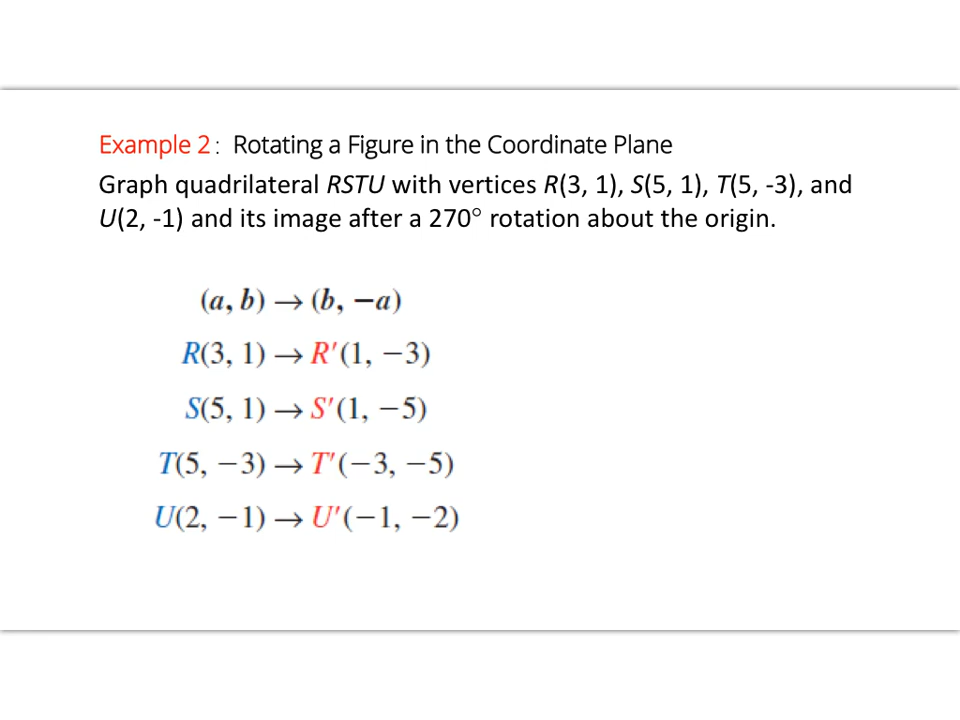 Example 2: Rotating a Figure in the Coordinate Plane
Graph quadrilateral RSTU with vertices R(3, 1), S(5, 1), T(5, -3), and
U(2, -1) and its image after a 270° rotation about the origin.
(a, b) → (b, −a)
R(3, 1) → R′(1, −3)
S(5, 1) → S′(1, −5)
T(5, −3) → T′(−3, −5)
U(2, −1) → U′(−1, −2)